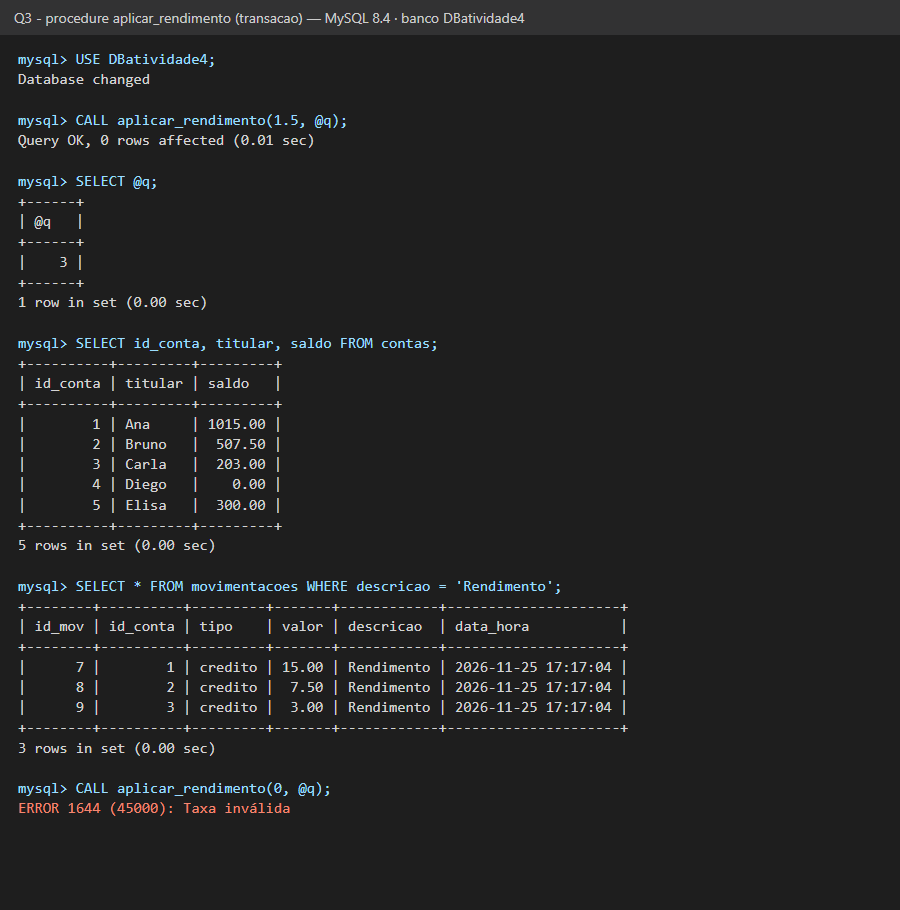 Q3 - procedure aplicar_rendimento (transacao) — MySQL 8.4 · banco DBatividade4
mysql> USE DBatividade4;
Database changed
mysql> CALL aplicar_rendimento(1.5, @q);
Query OK, 0 rows affected (0.01 sec)
mysql> SELECT @q;
+------+
| @q   |
+------+
|    3 |
+------+
1 row in set (0.00 sec)
mysql> SELECT id_conta, titular, saldo FROM contas;
+----------+---------+---------+
| id_conta | titular | saldo   |
+----------+---------+---------+
|        1 | Ana     | 1015.00 |
|        2 | Bruno   |  507.50 |
|        3 | Carla   |  203.00 |
|        4 | Diego   |    0.00 |
|        5 | Elisa   |  300.00 |
+----------+---------+---------+
5 rows in set (0.00 sec)
mysql> SELECT * FROM movimentacoes WHERE descricao = 'Rendimento';
+--------+----------+---------+-------+------------+---------------------+
| id_mov | id_conta | tipo    | valor | descricao  | data_hora           |
+--------+----------+---------+-------+------------+---------------------+
|      7 |        1 | credito | 15.00 | Rendimento | 2026-11-25 17:17:04 |
|      8 |        2 | credito |  7.50 | Rendimento | 2026-11-25 17:17:04 |
|      9 |        3 | credito |  3.00 | Rendimento | 2026-11-25 17:17:04 |
+--------+----------+---------+-------+------------+---------------------+
3 rows in set (0.00 sec)
mysql> CALL aplicar_rendimento(0, @q);
ERROR 1644 (45000): Taxa inválida